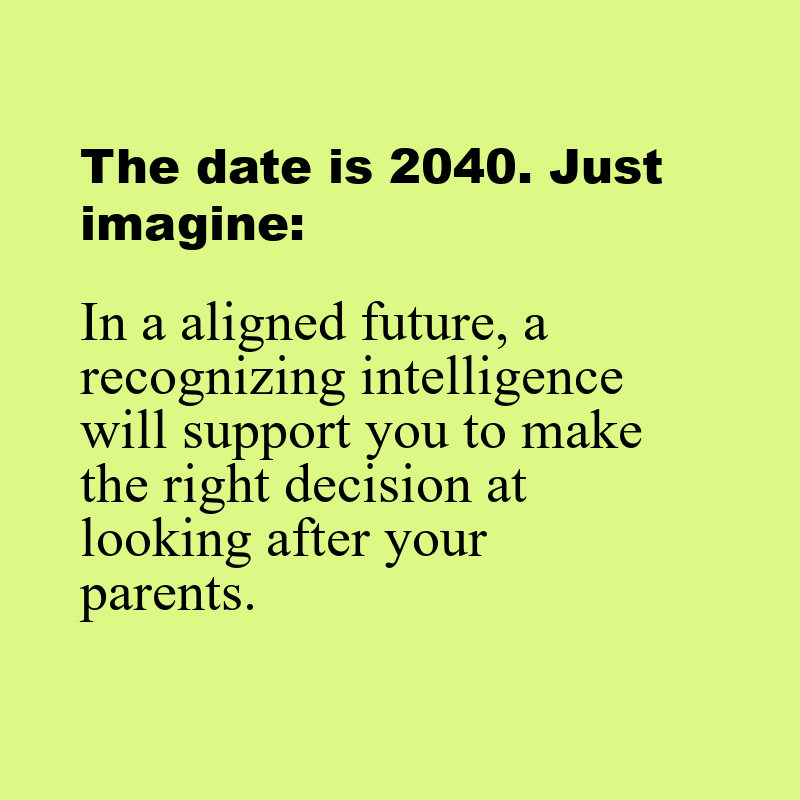 The date is 2040. Just
imagine:
In a aligned future, a
recognizing intelligence
will support you to make
the right decision at
looking after your
parents.